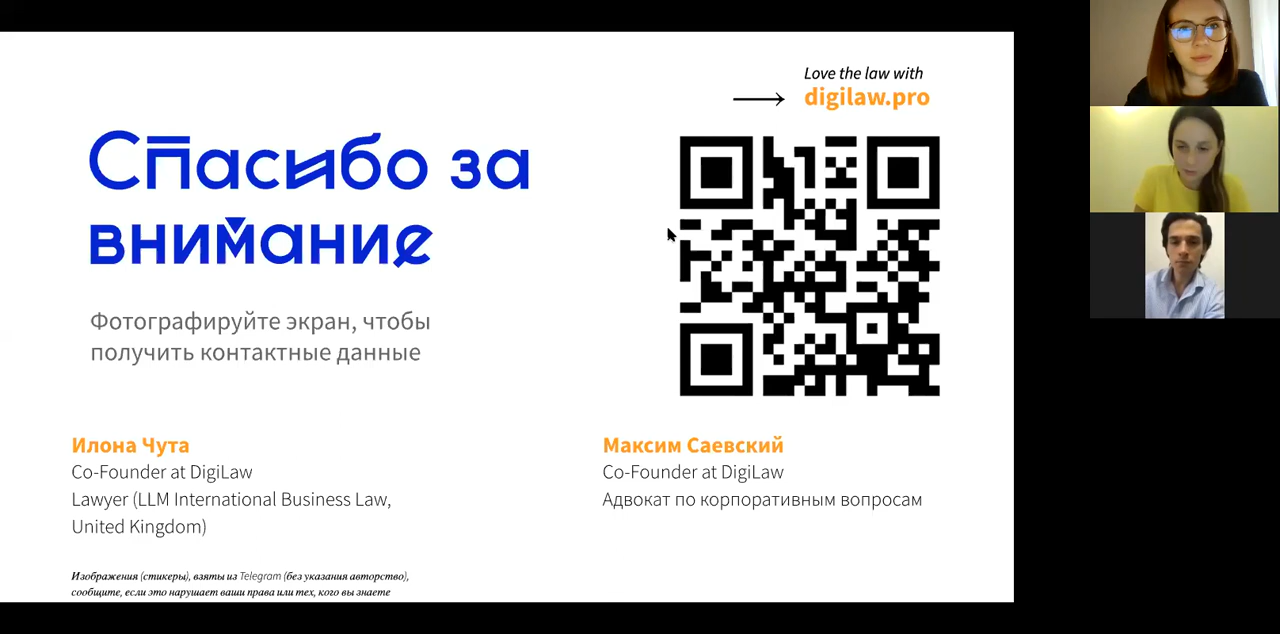 Love the law with
digilaw.pro
Спасибо за
внимание
Фотографируйте экран, чтобы
получить контактные данные
Илона Чута
Co-Founder at DigiLaw
Lawyer (LLM International Business Law,
United Kingdom)
Максим Саевский
Co-Founder at DigiLaw
Адвокат по корпоративным вопросам
Изображения (стикеры), взяты из Telegram (без указания авторство),
сообщите, если это нарушает ваши права или тех, кого вы знаете